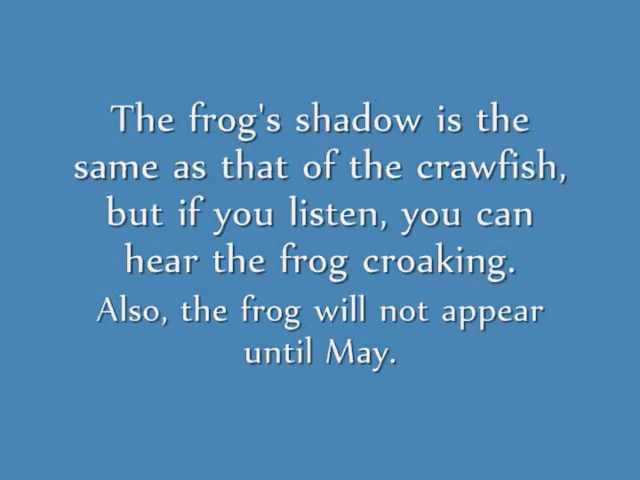 The frog's shadow is the
same as that of the crawfish,
but if you listen, you can
hear the frog croaking.
Also, the frog will not appear
until May.